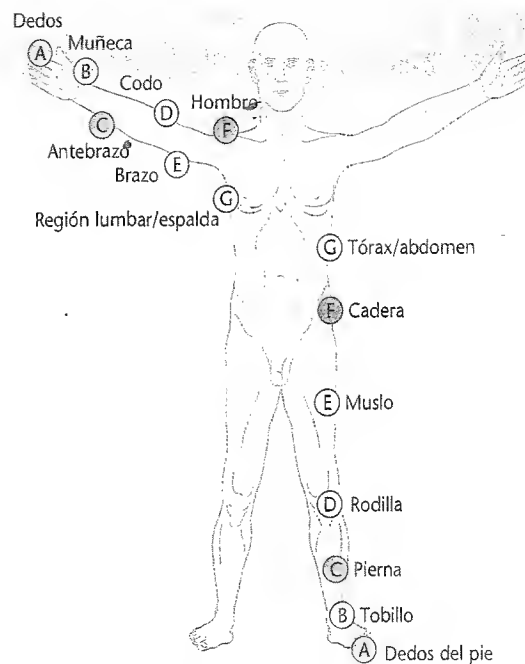 Dedos
A
Muñeca
B
Codo
D
Hombro
F
C
Antebrazo
E
Brazo
G
Región lumbar/espalda
G Tórax/abdomen
F Cadera
E Muslo
D Rodilla
C Pierna
B Tobillo
A Dedos del pie